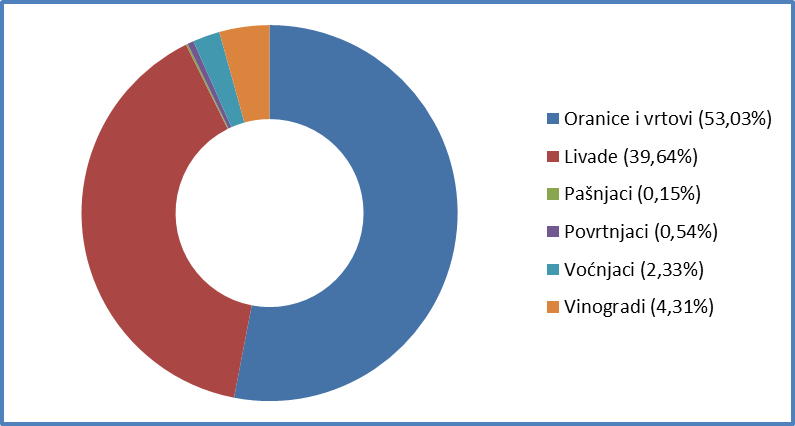 Oranice i vrtovi (53,03%)
Livade (39,64%)
Pašnjaci (0,15%)
Povrtnjaci (0,54%)
Voćnjaci (2,33%)
Vinogradi (4,31%)